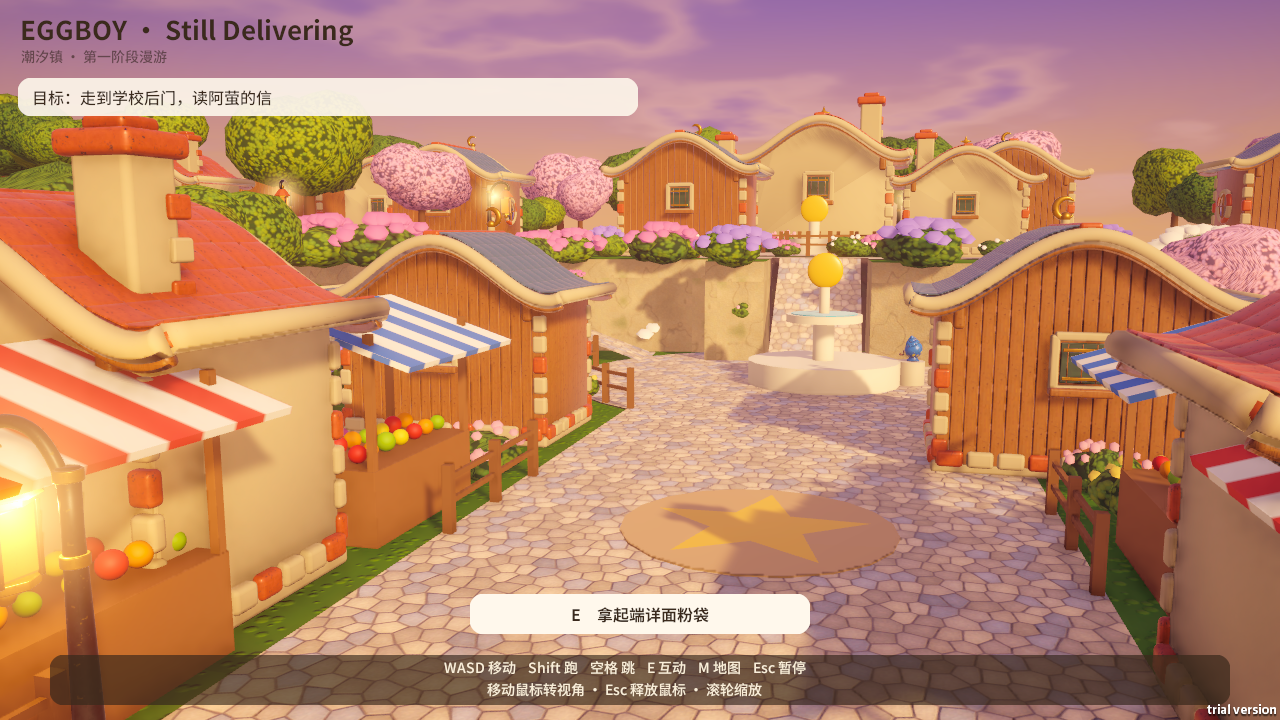 EGGBOY · Still Delivering
潮汐镇 · 第一阶段漫游
目标：走到学校后门，读阿萤的信
E 拿起端详面粉袋
WASD 移动 Shift 跑 空格 跳 E 互动 M 地图 Esc 暂停
移动鼠标转视角 · Esc 释放鼠标 · 滚轮缩放
trial version